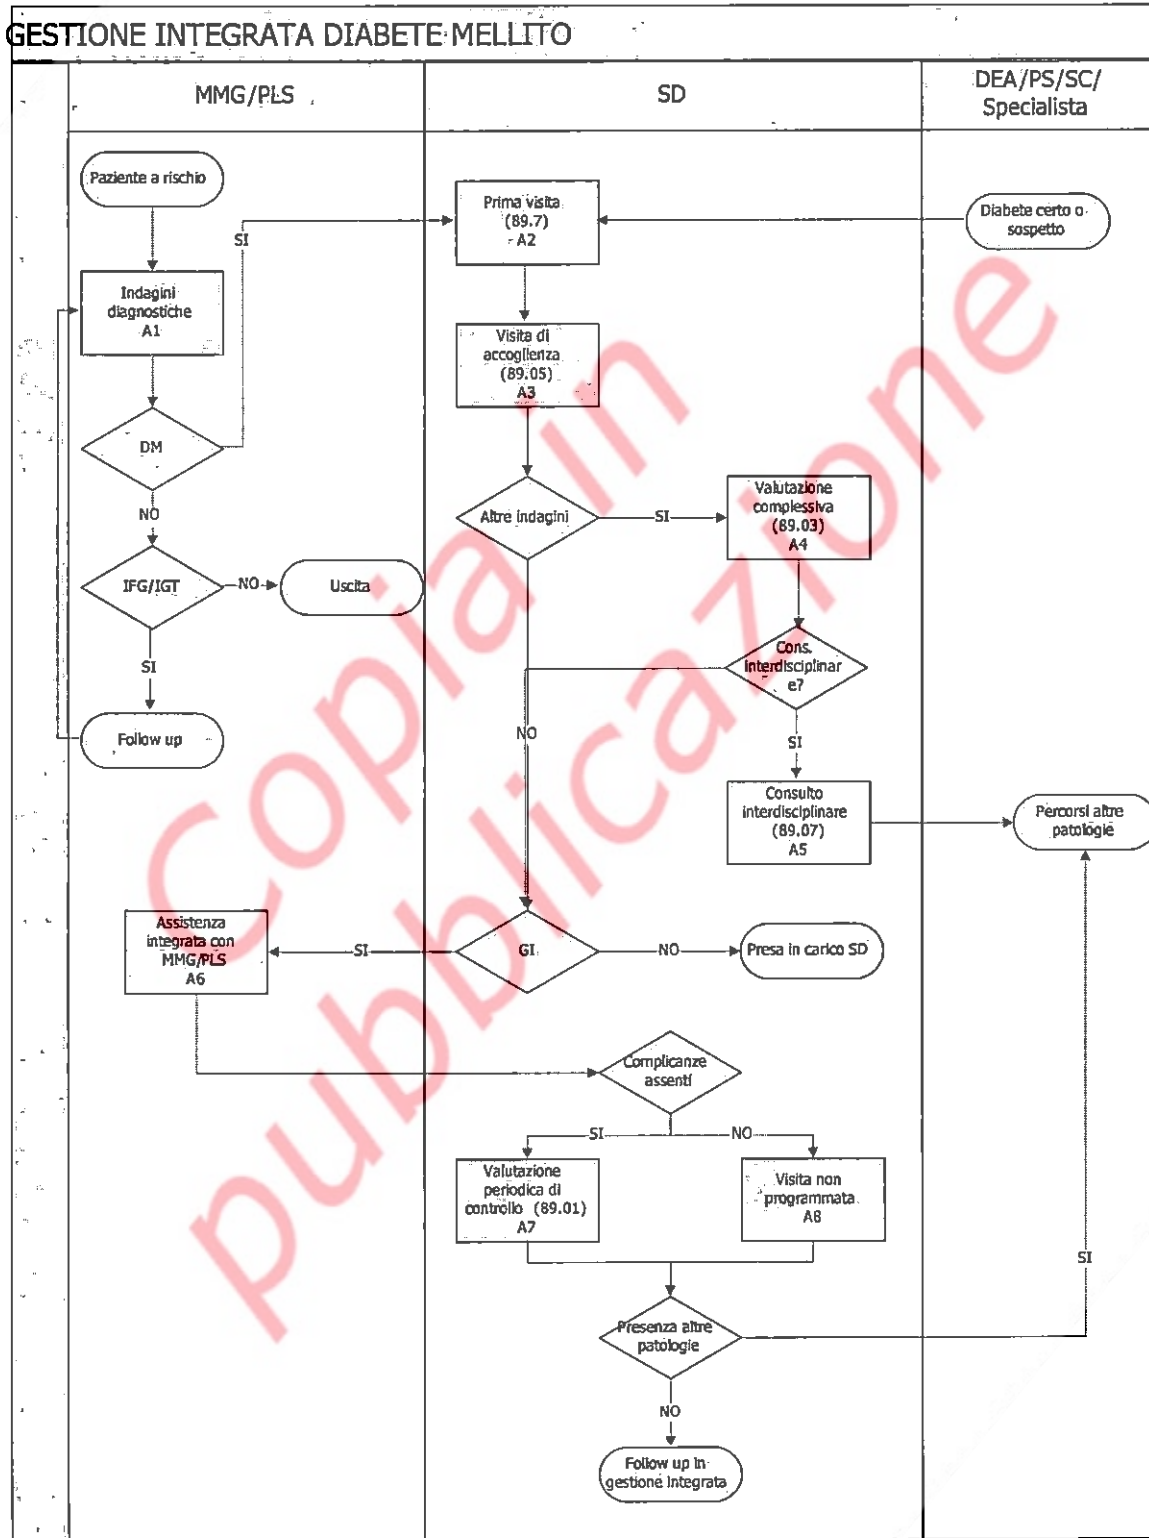 GESTIONE INTEGRATA DIABETE MELLITO
MMG/PLS
SD
DEA/PS/SC/
Specialista
Paziente a rischio
Prima visita
(89.7)
A2
Diabete certo o
sospetto
SI
Indagini
diagnostiche
A1
Visita di
accoglienza
(89.05)
A3
DM
NO
Altre indagini
SI
Valutazione
complessiva
(89.03)
A4
IFG/IGT
NO
Uscita
SI
Cons.
interdisciplinar
e?
Follow up
NO
SI
Consulto
interdisciplinare
(89.07)
A5
Percorsi altre
patologie
Assistenza
integrata con
MMG/PLS
A6
SI
GI
NO
Presa in carico SD
Complicanze
assenti
SI
NO
Valutazione
periodica di
controllo (89.01)
A7
Visita non
programmata
A8
SI
Presenza altre
patologie
NO
Follow up in
gestione integrata
Copia in
pubblicazione